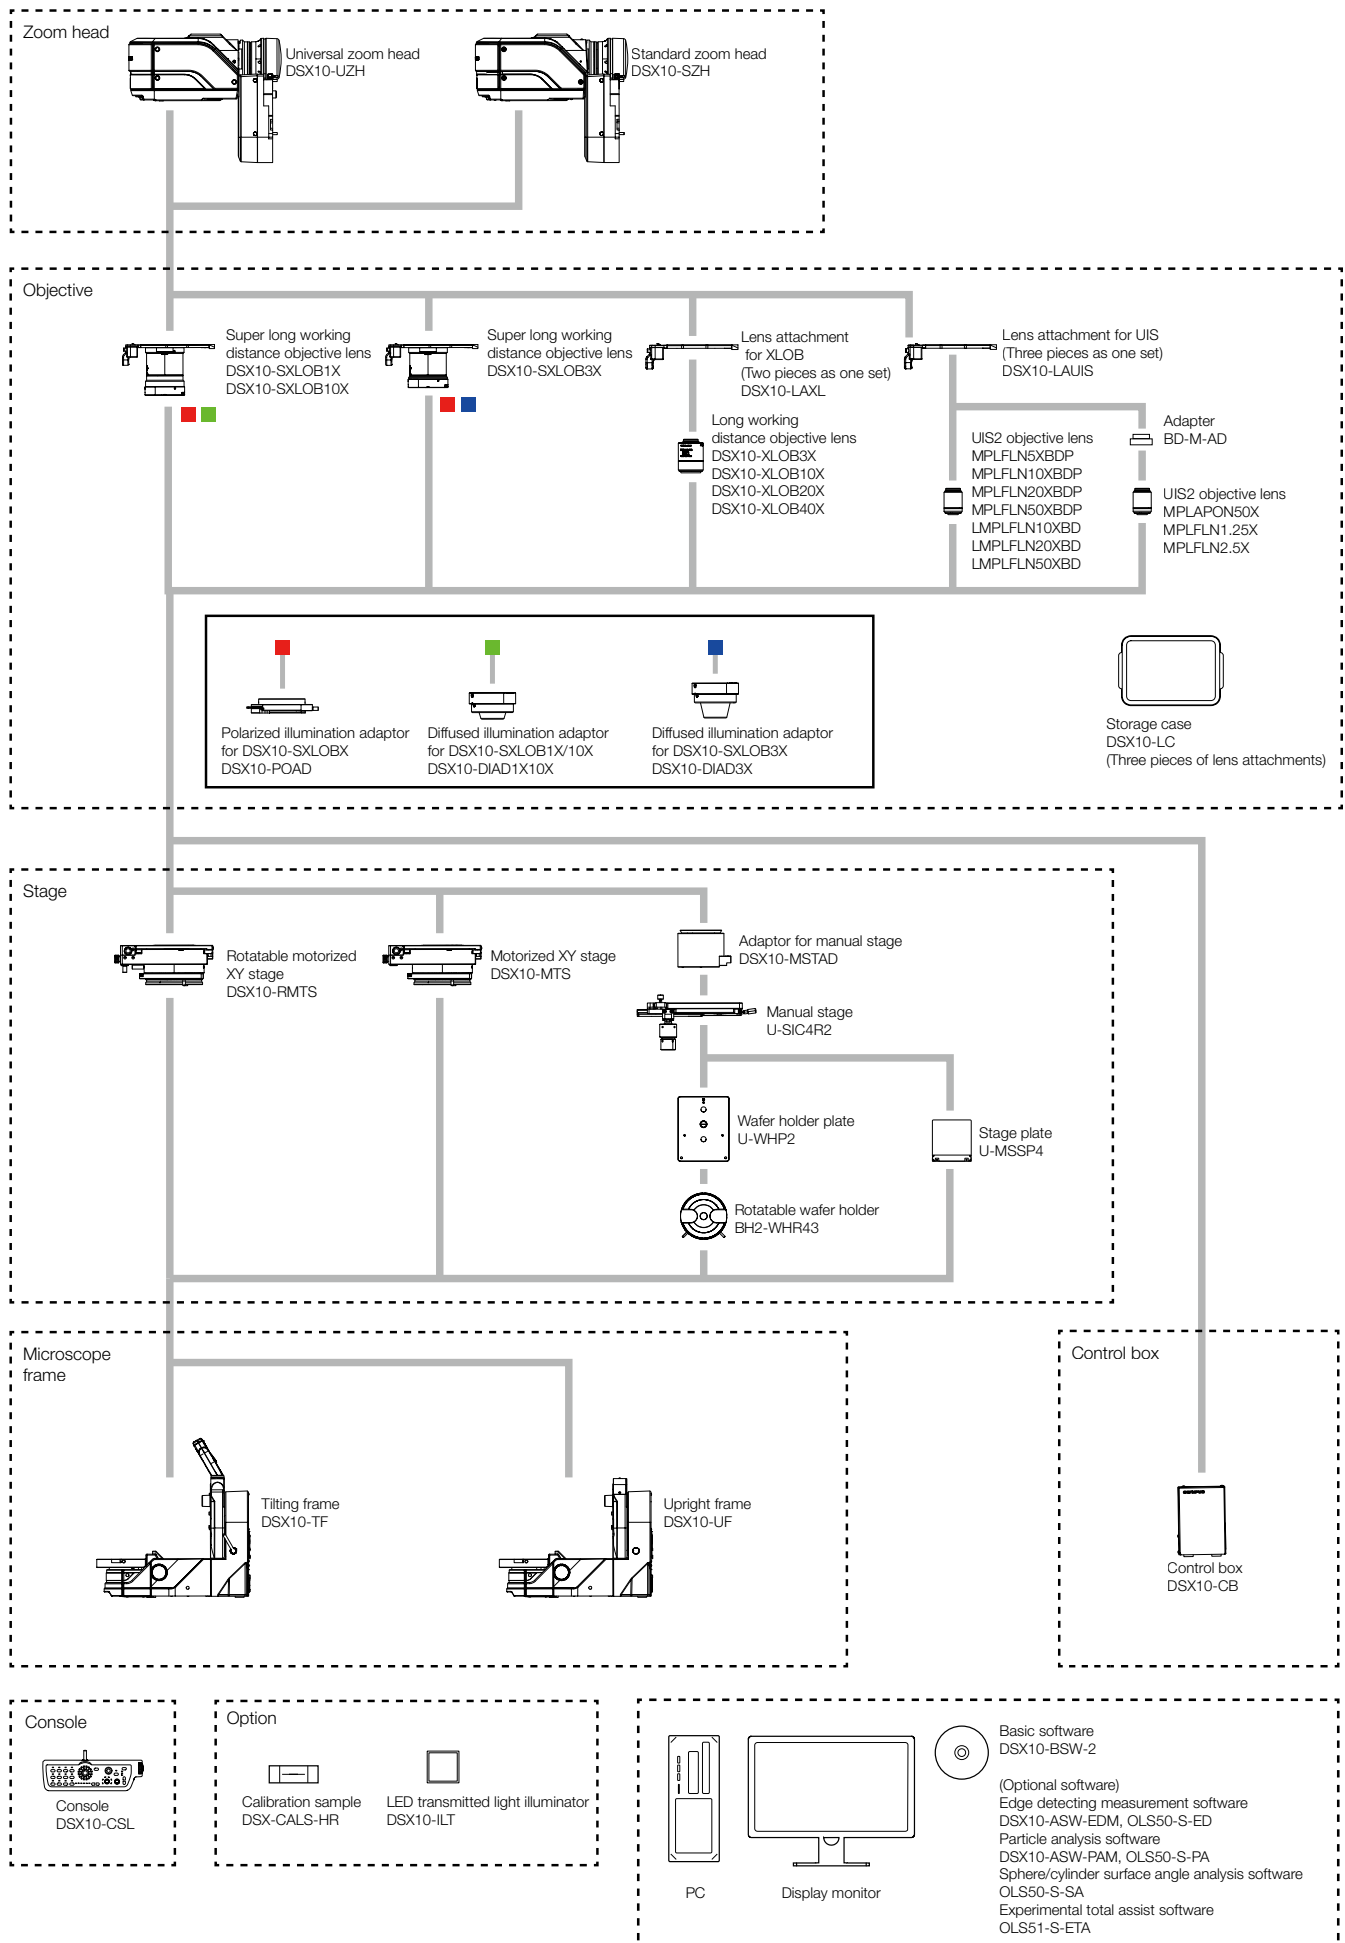 Zoom head
Universal zoom head
DSX10-UZH
Standard zoom head
DSX10-SZH
Objective
Super long working
distance objective lens
DSX10-SXLOB1X
DSX10-SXLOB10X
Super long working
distance objective lens
DSX10-SXLOB3X
Lens attachment
for XLOB
(Two pieces as one set)
DSX10-LAXL
Lens attachment for UIS
(Three pieces as one set)
DSX10-LAUIS
Long working
distance objective lens
DSX10-XLOB3X
DSX10-XLOB10X
DSX10-XLOB20X
DSX10-XLOB40X
UIS2 objective lens
MPLFLN5XBDP
MPLFLN10XBDP
MPLFLN20XBDP
MPLFLN50XBDP
LMPLFLN10XBD
LMPLFLN20XBD
LMPLFLN50XBD
Adapter
BD-M-AD
UIS2 objective lens
MPLAPON50X
MPLFLN1.25X
MPLFLN2.5X
Polarized illumination adaptor
for DSX10-SXLOBX
DSX10-POAD
Diffused illumination adaptor
for DSX10-SXLOB1X/10X
DSX10-DIAD1X10X
Diffused illumination adaptor
for DSX10-SXLOB3X
DSX10-DIAD3X
Storage case
DSX10-LC
(Three pieces of lens attachments)
Stage
Rotatable motorized
XY stage
DSX10-RMTS
Motorized XY stage
DSX10-MTS
Adaptor for manual stage
DSX10-MSTAD
Manual stage
U-SIC4R2
Wafer holder plate
U-WHP2
Stage plate
U-MSSP4
Rotatable wafer holder
BH2-WHR43
Microscope
frame
Tilting frame
DSX10-TF
Upright frame
DSX10-UF
Control box
OLYMPUS
Control box
DSX10-CB
Console
Console
DSX10-CSL
Option
Calibration sample
DSX-CALS-HR
LED transmitted light illuminator
DSX10-ILT
PC
Display monitor
Basic software
DSX10-BSW-2
(Optional software)
Edge detecting measurement software
DSX10-ASW-EDM, OLS50-S-ED
Particle analysis software
DSX10-ASW-PAM, OLS50-S-PA
Sphere/cylinder surface angle analysis software
OLS50-S-SA
Experimental total assist software
OLS51-S-ETA